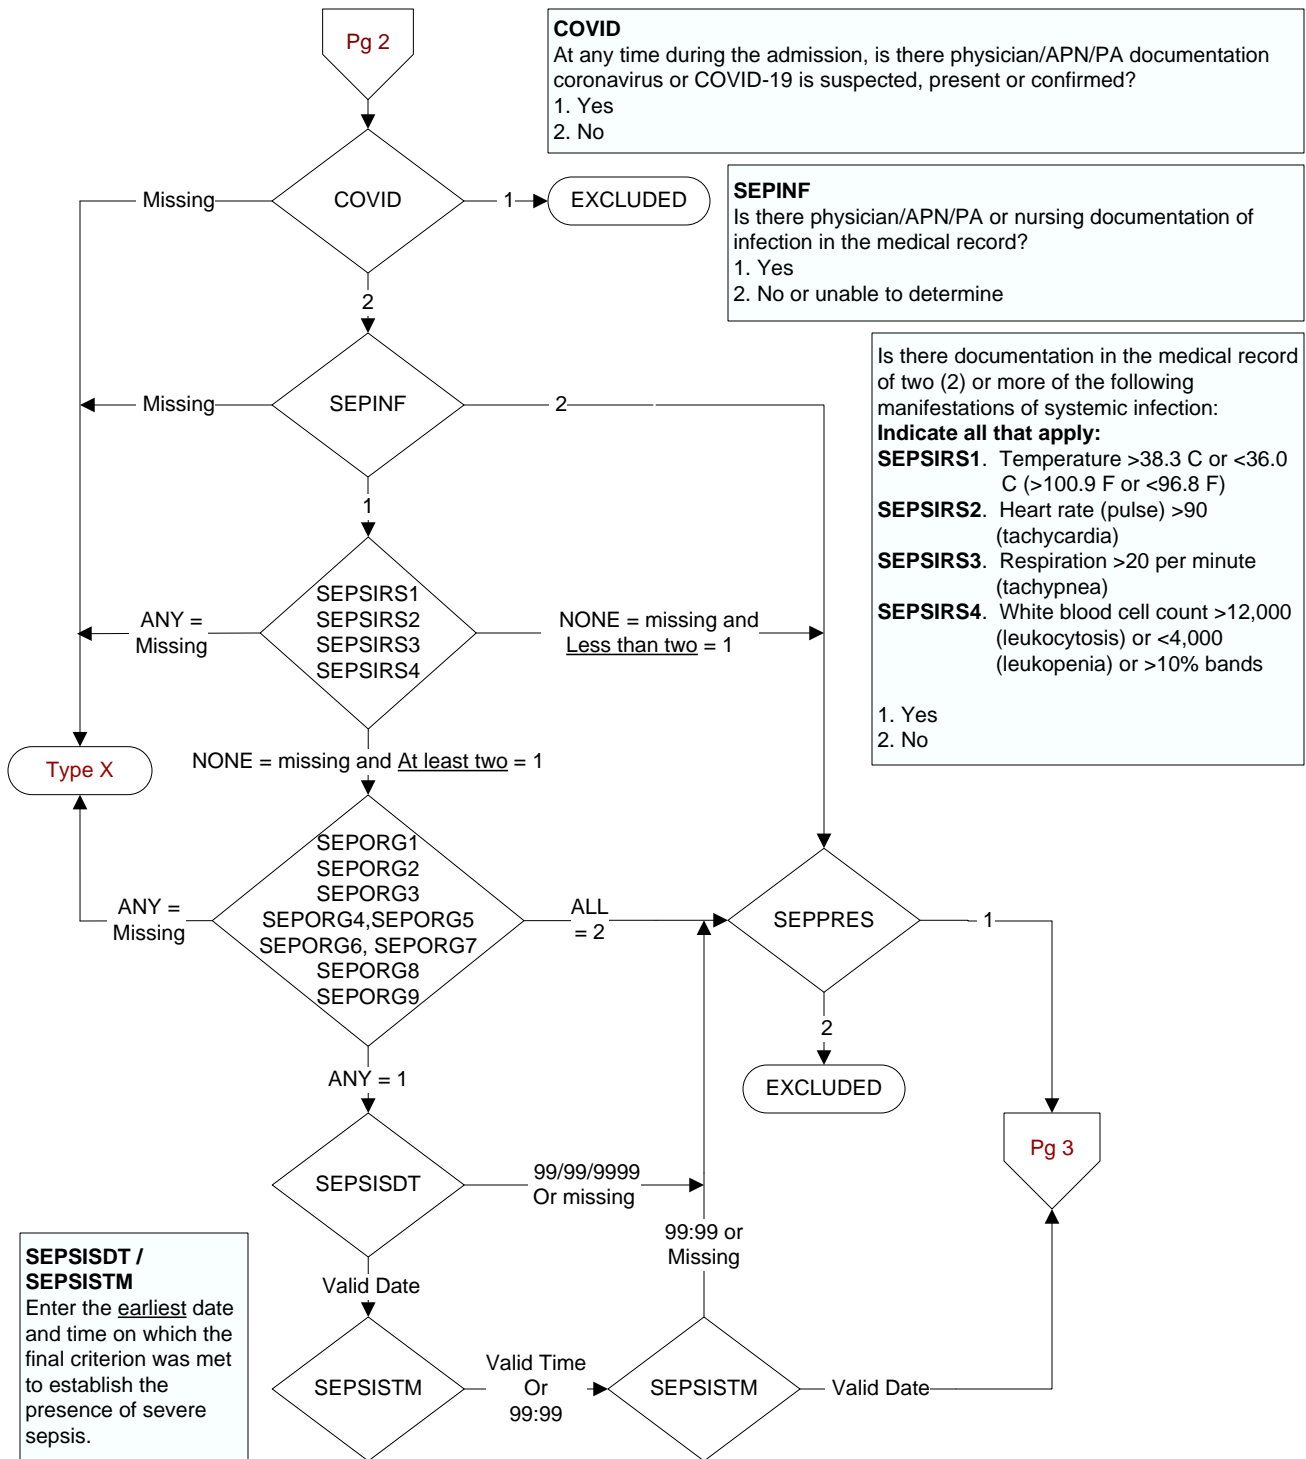 Pg 2
COVID
At any time during the admission, is there physician/APN/PA documentation
coronavirus or COVID-19 is suspected, present or confirmed?
1. Yes
2. No
Missing
COVID
1
EXCLUDED
SEPINF
Is there physician/APN/PA or nursing documentation of
infection in the medical record?
1. Yes
2. No or unable to determine
2
Missing
SEPINF
2
Is there documentation in the medical record
of two (2) or more of the following
manifestations of systemic infection:
Indicate all that apply:
SEPSIRS1. Temperature >38.3 C or <36.0
C (>100.9 F or <96.8 F)
SEPSIRS2. Heart rate (pulse) >90
(tachycardia)
SEPSIRS3. Respiration >20 per minute
(tachypnea)
SEPSIRS4. White blood cell count >12,000
(leukocytosis) or <4,000
(leukopenia) or >10% bands
1. Yes
2. No
1
ANY =
Missing
SEPSIRS1
SEPSIRS2
SEPSIRS3
SEPSIRS4
NONE = missing and
Less than two = 1
NONE = missing and At least two = 1
Type X
ANY =
Missing
SEPORG1
SEPORG2
SEPORG3
SEPORG4,SEPORG5
SEPORG6, SEPORG7
SEPORG8
SEPORG9
ALL
= 2
SEPPRES
1
2
EXCLUDED
ANY = 1
SEPSISDT
99/99/9999
Or missing
Pg 3
99:99 or
Missing
Valid Date
SEPSISDT /
SEPSISTM
Enter the earliest date
and time on which the
final criterion was met
to establish the
presence of severe
sepsis.
SEPSISTM
Valid Time
Or
99:99
SEPSISTM
Valid Date